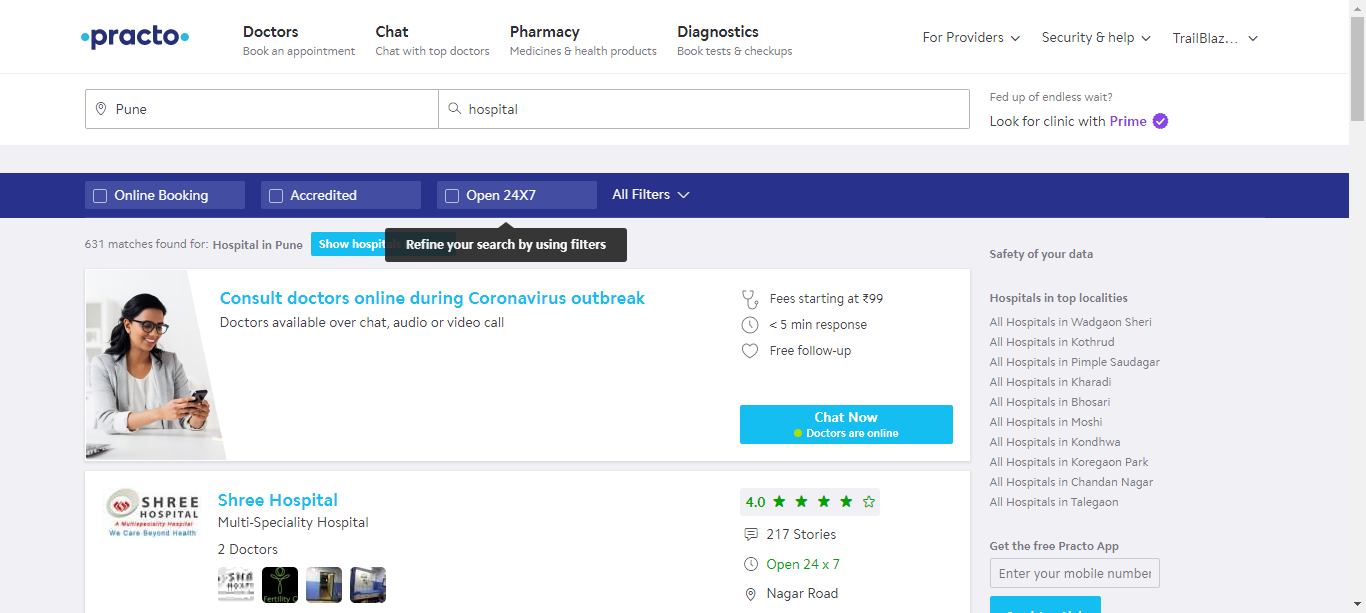 practo
Doctors
Book an appointment
Chat
Chat with top doctors
Pharmacy
Medicines & health products
Diagnostics
Book tests & checkups
For Providers
Security & help
TrailBlaz...
Pune
hospital
Fed up of endless wait?
Look for clinic with Prime
Online Booking
Accredited
Open 24X7
All Filters
631 matches found for: Hospital in Pune
Show hospit
Refine your search by using filters
Consult doctors online during Coronavirus outbreak
Doctors available over chat, audio or video call
Fees starting at ₹99
< 5 min response
Free follow-up
Chat Now
Doctors are online
SHREE
HOSPITAL
A Multispeciality Hospital
We Care Beyond Health
Shree Hospital
Multi-Speciality Hospital
2 Doctors
Fertility C
4.0
217 Stories
Open 24 x 7
Nagar Road
Safety of your data
Hospitals in top localities
All Hospitals in Wadgaon Sheri
All Hospitals in Kothrud
All Hospitals in Pimple Saudagar
All Hospitals in Kharadi
All Hospitals in Bhosari
All Hospitals in Moshi
All Hospitals in Kondhwa
All Hospitals in Koregaon Park
All Hospitals in Chandan Nagar
All Hospitals in Talegaon
Get the free Practo App
Enter your mobile number